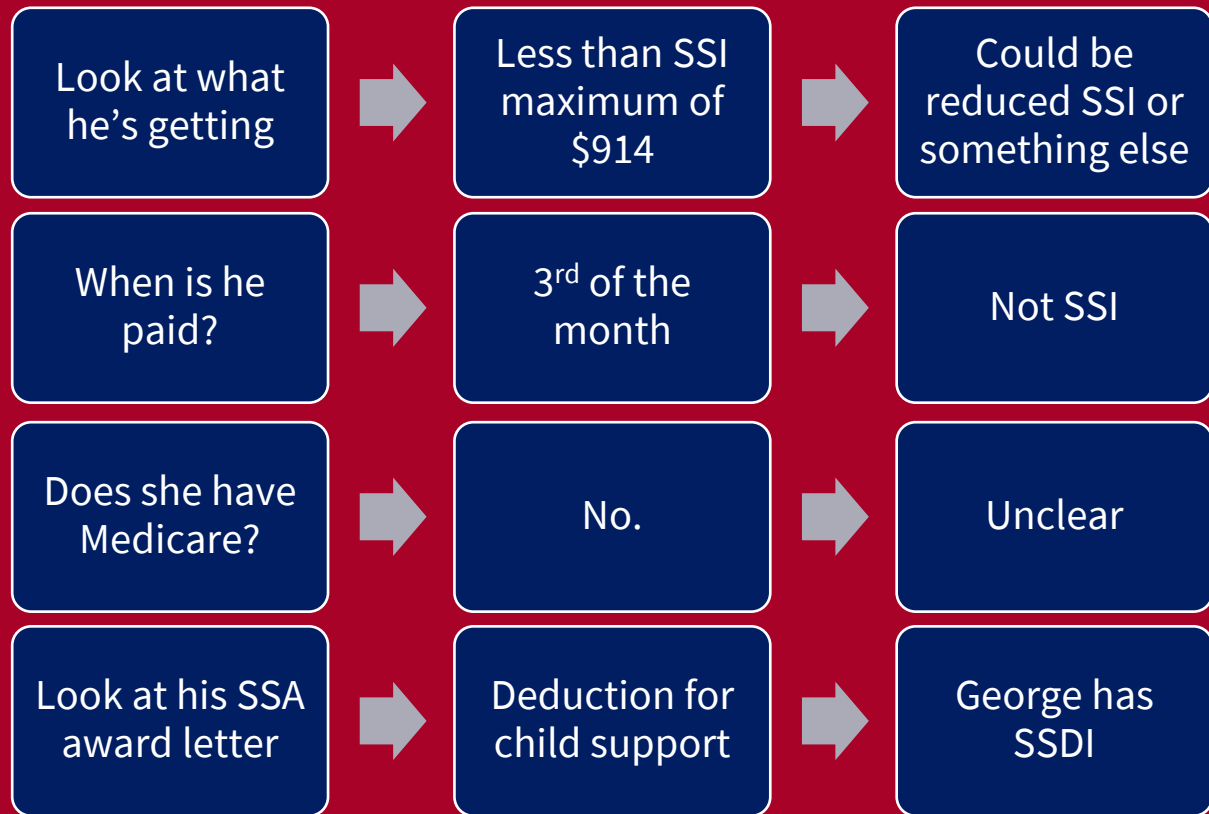 Look at what
he's getting
Less than SSI
maximum of
$914
Could be
reduced SSI or
something else
When is he
paid?
3rd of the
month
Not SSI
Does she have
Medicare?
No.
Unclear
Look at his SSA
award letter
Deduction for
child support
George has
SSDI